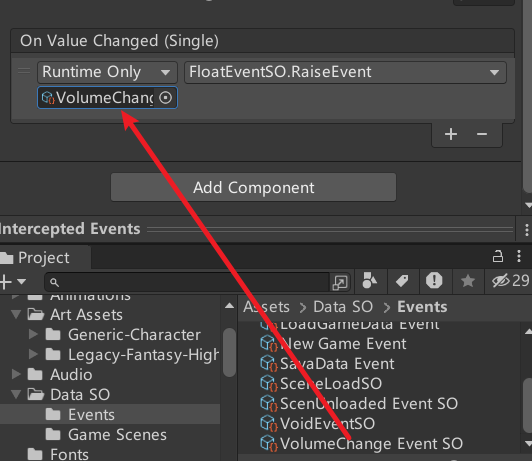 On Value Changed (Single)
Runtime Only
FloatEventSO.RaiseEvent
VolumeChang
Add Component
Intercepted Events
Project
29
Animations
Art Assets
Generic-Character
Legacy-Fantasy-High
Audio
Data SO
Events
Game Scenes
Fonts
Assets > Data SO > Events
LoadGameData Event
New Game Event
SavaData Event
SceneLoadSO
ScenUnloaded Event SO
VoidEventSO
VolumeChange Event SO